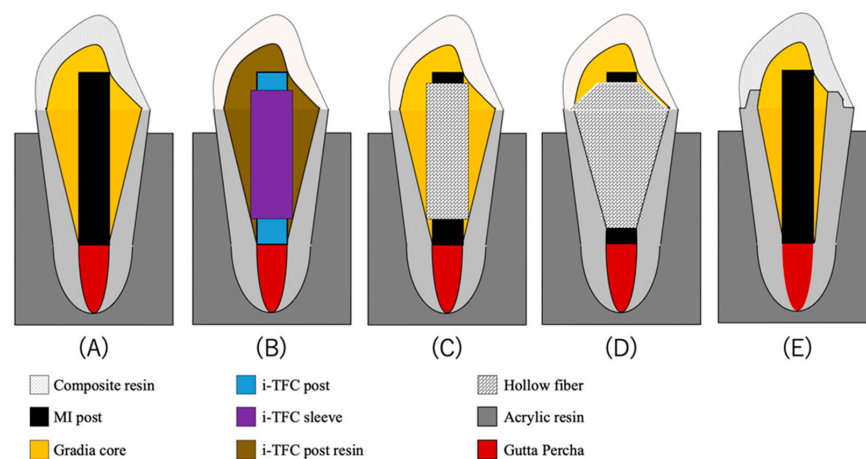 (A) (B) (C) (D) (E)
Composite resin i-TFC post Hollow fiber
MI post i-TFC sleeve Acrylic resin
Gradia core i-TFC post resin Gutta Percha